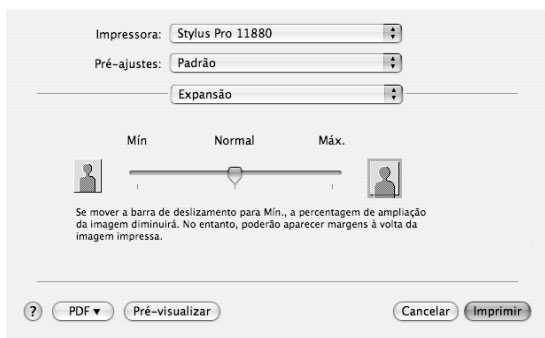 Impressora: Stylus Pro 11880
Pré-ajustes: Padrão
Expansão
Mín Normal Máx.
Se mover a barra de deslizamento para Mín., a percentagem de ampliação
da imagem diminuirá. No entanto, poderão aparecer margens à volta da
imagem impressa.
? PDF ▼ Pré-visualizar Cancelar Imprimir